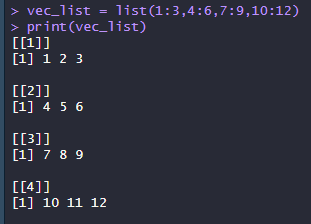 > vec_list = list(1:3,4:6,7:9,10:12)
> print(vec_list)
[[1]]
[1] 1 2 3
[[2]]
[1] 4 5 6
[[3]]
[1] 7 8 9
[[4]]
[1] 10 11 12